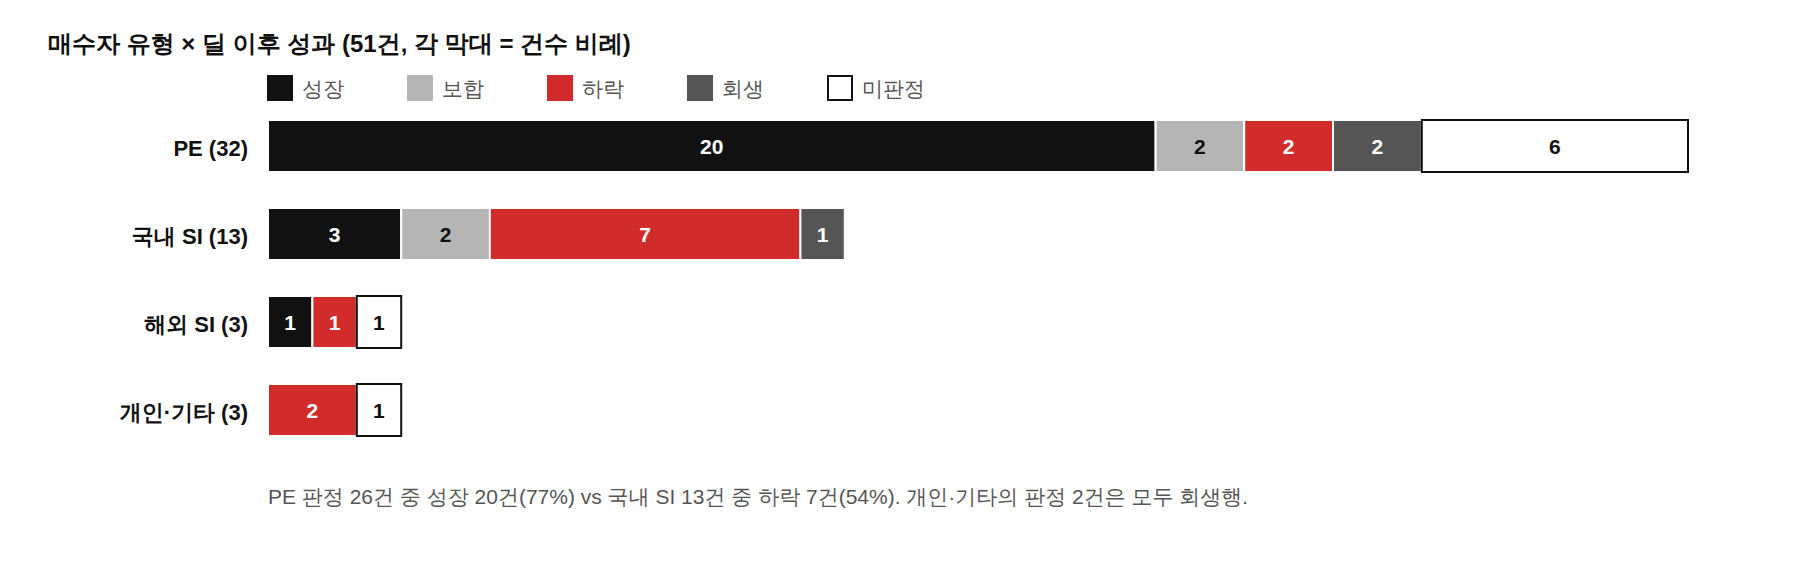 매수자 유형 × 딜 이후 성과 (51건, 각 막대 = 건수 비례)
성장 보합 하락 회생 미판정
PE (32) 20 2 2 2 6
국내 SI (13) 3 2 7 1
해외 SI (3) 1 1 1
개인·기타 (3) 2 1
PE 판정 26건 중 성장 20건(77%) vs 국내 SI 13건 중 하락 7건(54%). 개인·기타의 판정 2건은 모두 회생행.